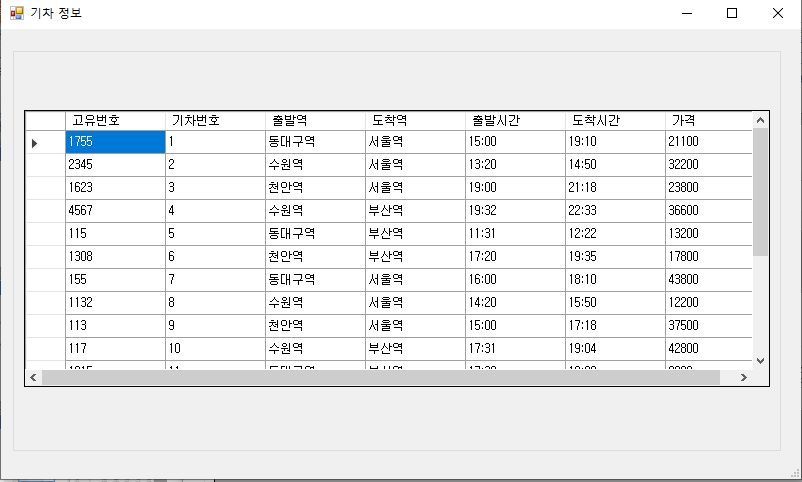 기차 정보
고유번호 기차번호 출발역 도착역 출발시간 도착시간 가격
1755 1 동대구역 서울역 15:00 19:10 21100
2345 2 수원역 서울역 13:20 14:50 32200
1623 3 천안역 서울역 19:00 21:18 23800
4567 4 수원역 부산역 19:32 22:33 36600
115 5 동대구역 부산역 11:31 12:22 13200
1308 6 천안역 부산역 17:20 19:35 17800
155 7 동대구역 서울역 16:00 18:10 43800
1132 8 수원역 서울역 14:20 15:50 12200
113 9 천안역 서울역 15:00 17:18 37500
117 10 수원역 부산역 17:31 19:04 42800